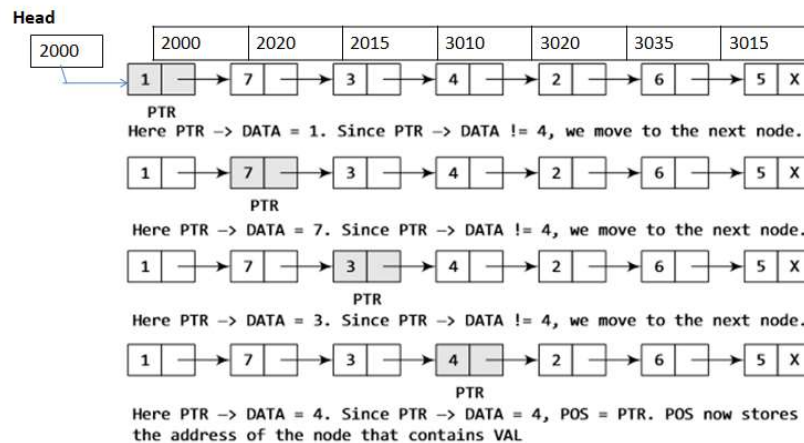 Head
2000
2000 2020 2015 3010 3020 3035 3015
1 7 3 4 2 6 5 X
PTR
Here PTR -> DATA = 1. Since PTR -> DATA != 4, we move to the next node.
1 7 3 4 2 6 5 X
PTR
Here PTR -> DATA = 7. Since PTR -> DATA != 4, we move to the next node.
1 7 3 4 2 6 5 X
PTR
Here PTR -> DATA = 3. Since PTR -> DATA != 4, we move to the next node.
1 7 3 4 2 6 5 X
PTR
Here PTR -> DATA = 4. Since PTR -> DATA = 4, POS = PTR. POS now stores
the address of the node that contains VAL